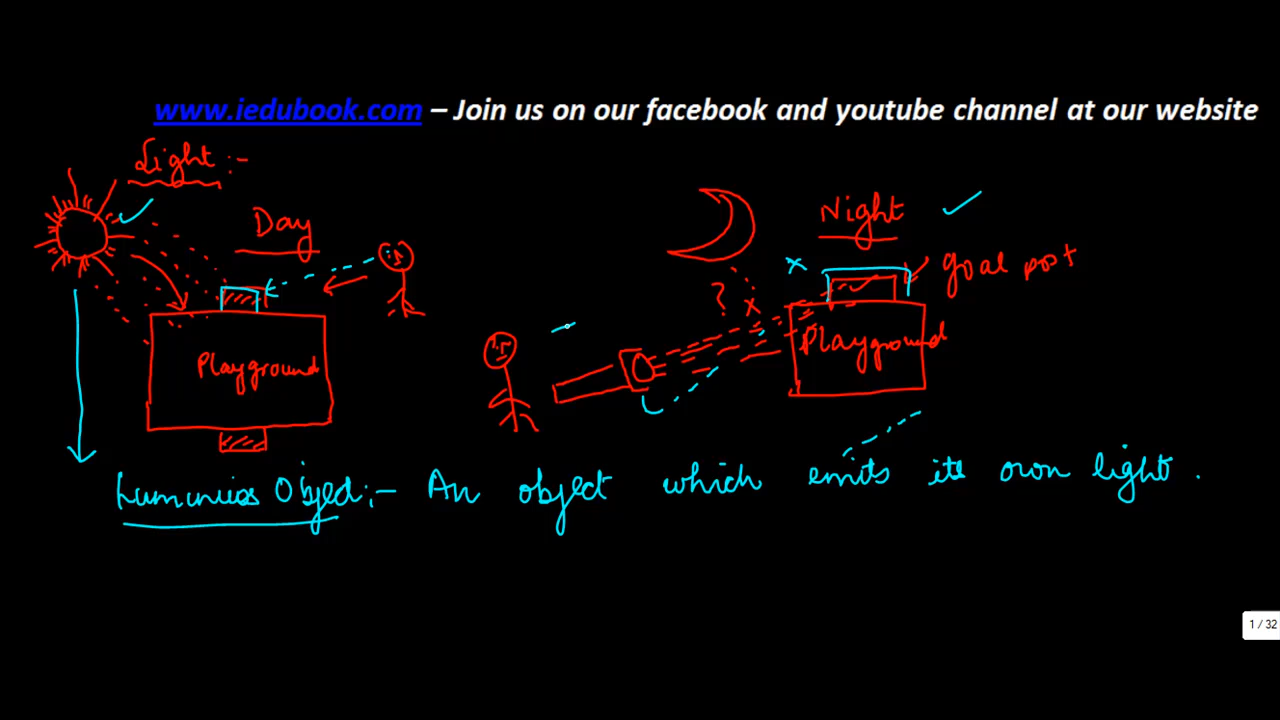 www.iedubook.com – Join us on our facebook and youtube channel at our website
Light :-
Day
Night
goal post
?
Playground
Playground
Luminuios Object :- An object which emits its own light .
1 / 32